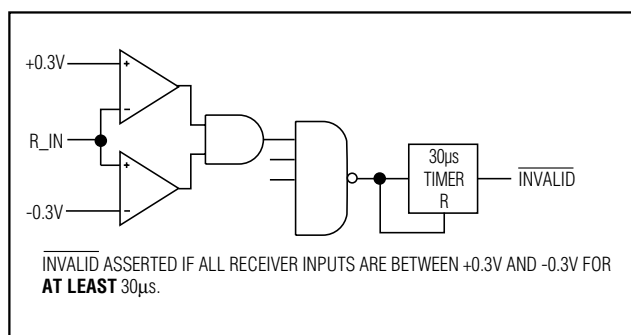 +0.3V
+
-
R_IN
+
-
-0.3V
30µs
TIMER
R
INVALID
INVALID ASSERTED IF ALL RECEIVER INPUTS ARE BETWEEN +0.3V AND -0.3V FOR
AT LEAST 30µs.